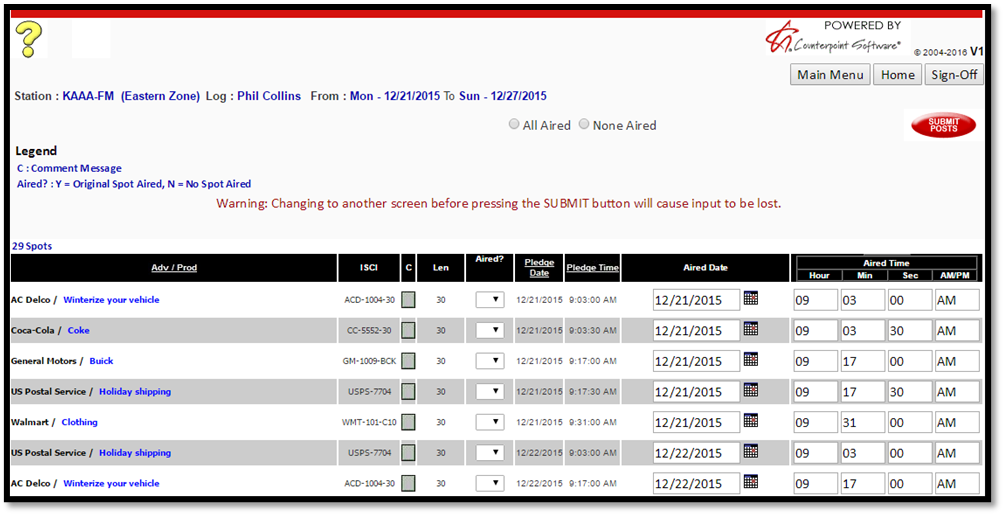 ?
POWERED BY
Counterpoint Software®
© 2004-2016 V1
Main Menu Home Sign-Off
Station : KAAA-FM (Eastern Zone) Log : Phil Collins From : Mon - 12/21/2015 To Sun - 12/27/2015
All Aired None Aired
SUBMIT
POSTS
Legend
C : Comment Message
Aired? : Y = Original Spot Aired, N = No Spot Aired
Warning: Changing to another screen before pressing the SUBMIT button will cause input to be lost.
29 Spots
Adv / Prod ISCI C Len Aired? Pledge Date Pledge Time Aired Date Aired Time
Hour Min Sec AM/PM
AC Delco / Winterize your vehicle ACD-1004-30 30 12/21/2015 9:03:00 AM 12/21/2015 09 03 00 AM
Coca-Cola / Coke CC-5552-30 30 12/21/2015 9:03:30 AM 12/21/2015 09 03 30 AM
General Motors / Buick GM-1009-BCK 30 12/21/2015 9:17:00 AM 12/21/2015 09 17 00 AM
US Postal Service / Holiday shipping USPS-7704 30 12/21/2015 9:17:30 AM 12/21/2015 09 17 30 AM
Walmart / Clothing WMT-101-C10 30 12/21/2015 9:31:00 AM 12/21/2015 09 31 00 AM
US Postal Service / Holiday shipping USPS-7704 30 12/22/2015 9:03:00 AM 12/22/2015 09 03 00 AM
AC Delco / Winterize your vehicle ACD-1004-30 30 12/22/2015 9:17:00 AM 12/22/2015 09 17 00 AM